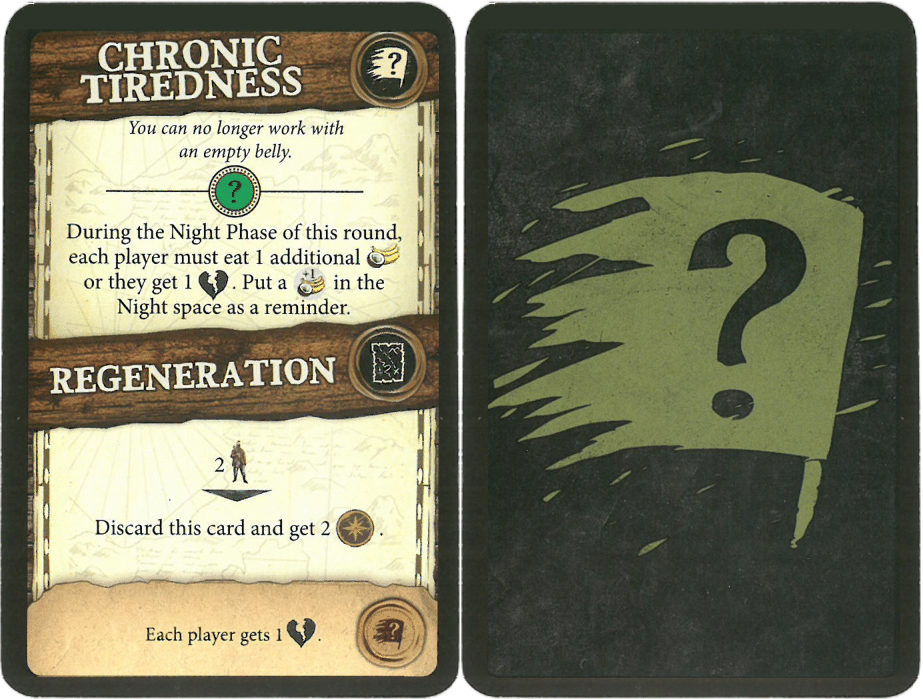 CHRONIC
TIREDNESS
?
You can no longer work with
an empty belly.
?
During the Night Phase of this round,
each player must eat 1 additional
or they get 1 . Put a +1 in the
Night space as a reminder.
REGENERATION
2
Discard this card and get 2 .
Each player gets 1 .
?
?